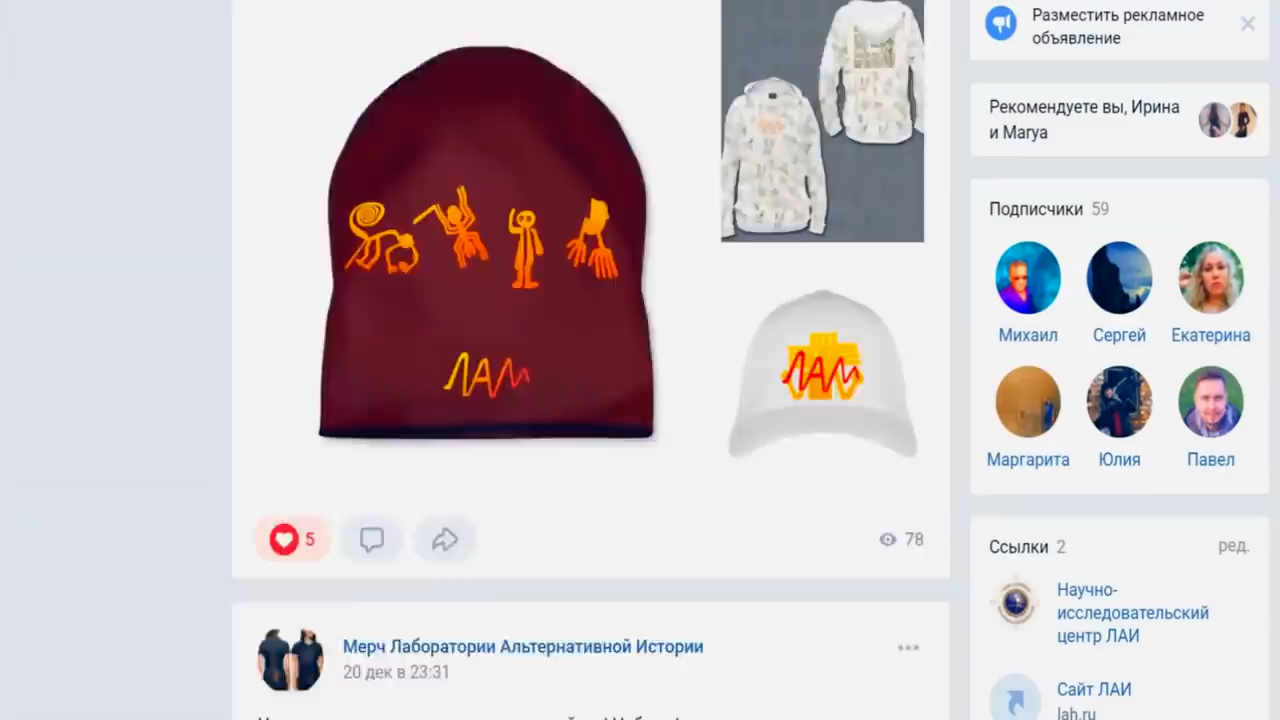 Разместить рекламное
объявление
Рекомендуете вы, Ирина
и Marya
Подписчики 59
Михаил
Сергей
Екатерина
Маргарита
Юлия
Павел
ЛАИ
ЛАИ
5
78
Ссылки 2
ред.
Научно-
исследовательский
центр ЛАИ
Сайт ЛАИ
lah.ru
Мерч Лаборатории Альтернативной Истории
20 дек в 23:31